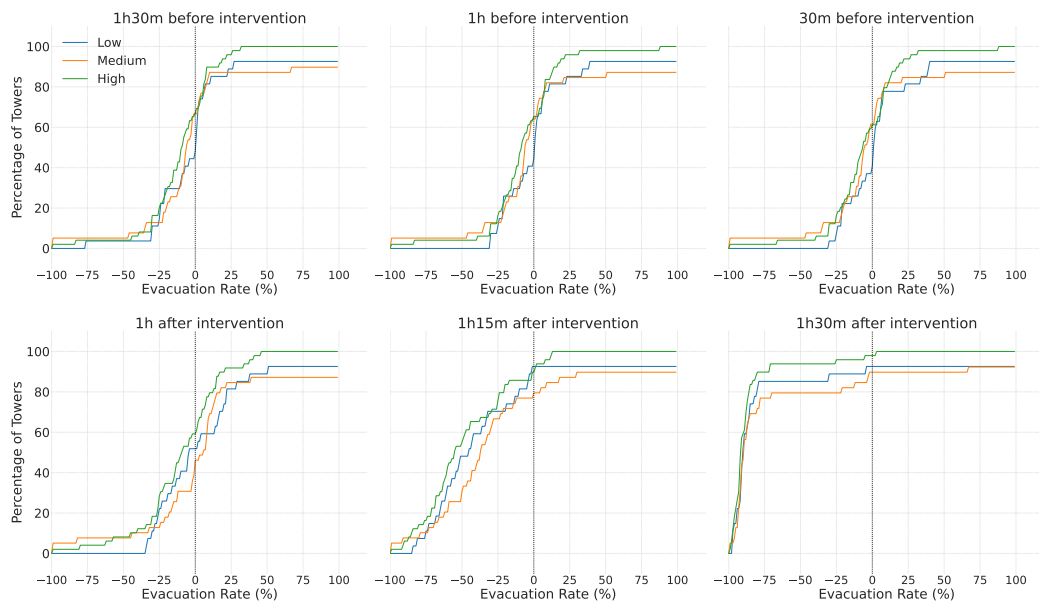 1h30m before intervention
1h before intervention
30m before intervention
Low
Medium
High
Percentage of Towers
100
80
60
40
20
0
−100 −75 −50 −25 0 25 50 75 100
−100 −75 −50 −25 0 25 50 75 100
−100 −75 −50 −25 0 25 50 75 100
Evacuation Rate (%)
Evacuation Rate (%)
Evacuation Rate (%)
1h after intervention
1h15m after intervention
1h30m after intervention
Percentage of Towers
100
80
60
40
20
0
−100 −75 −50 −25 0 25 50 75 100
−100 −75 −50 −25 0 25 50 75 100
−100 −75 −50 −25 0 25 50 75 100
Evacuation Rate (%)
Evacuation Rate (%)
Evacuation Rate (%)